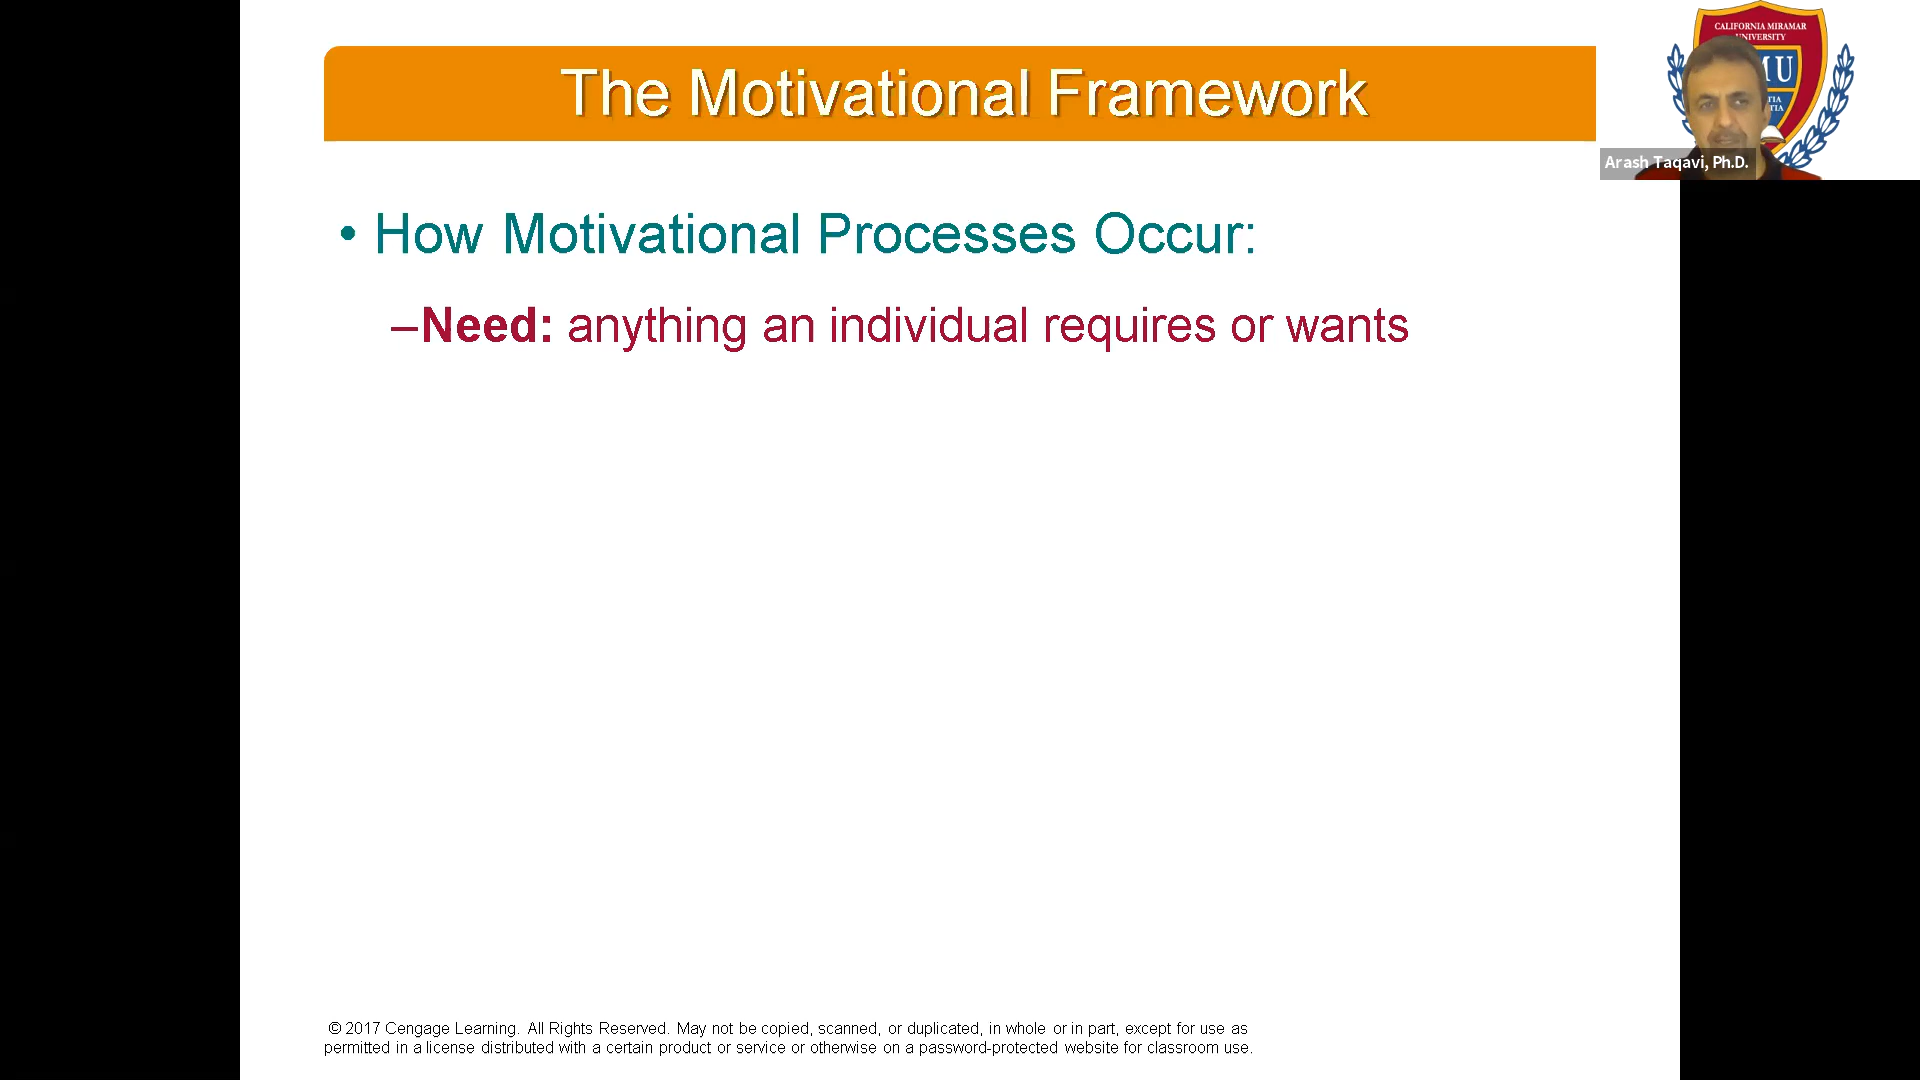 The Motivational Framework
CALIFORNIA MIRAMAR
UNIVERSITY
MU
Arash Taqavi, Ph.D.
• How Motivational Processes Occur:
–Need: anything an individual requires or wants
© 2017 Cengage Learning. All Rights Reserved. May not be copied, scanned, or duplicated, in whole or in part, except for use as
permitted in a license distributed with a certain product or service or otherwise on a password-protected website for classroom use.